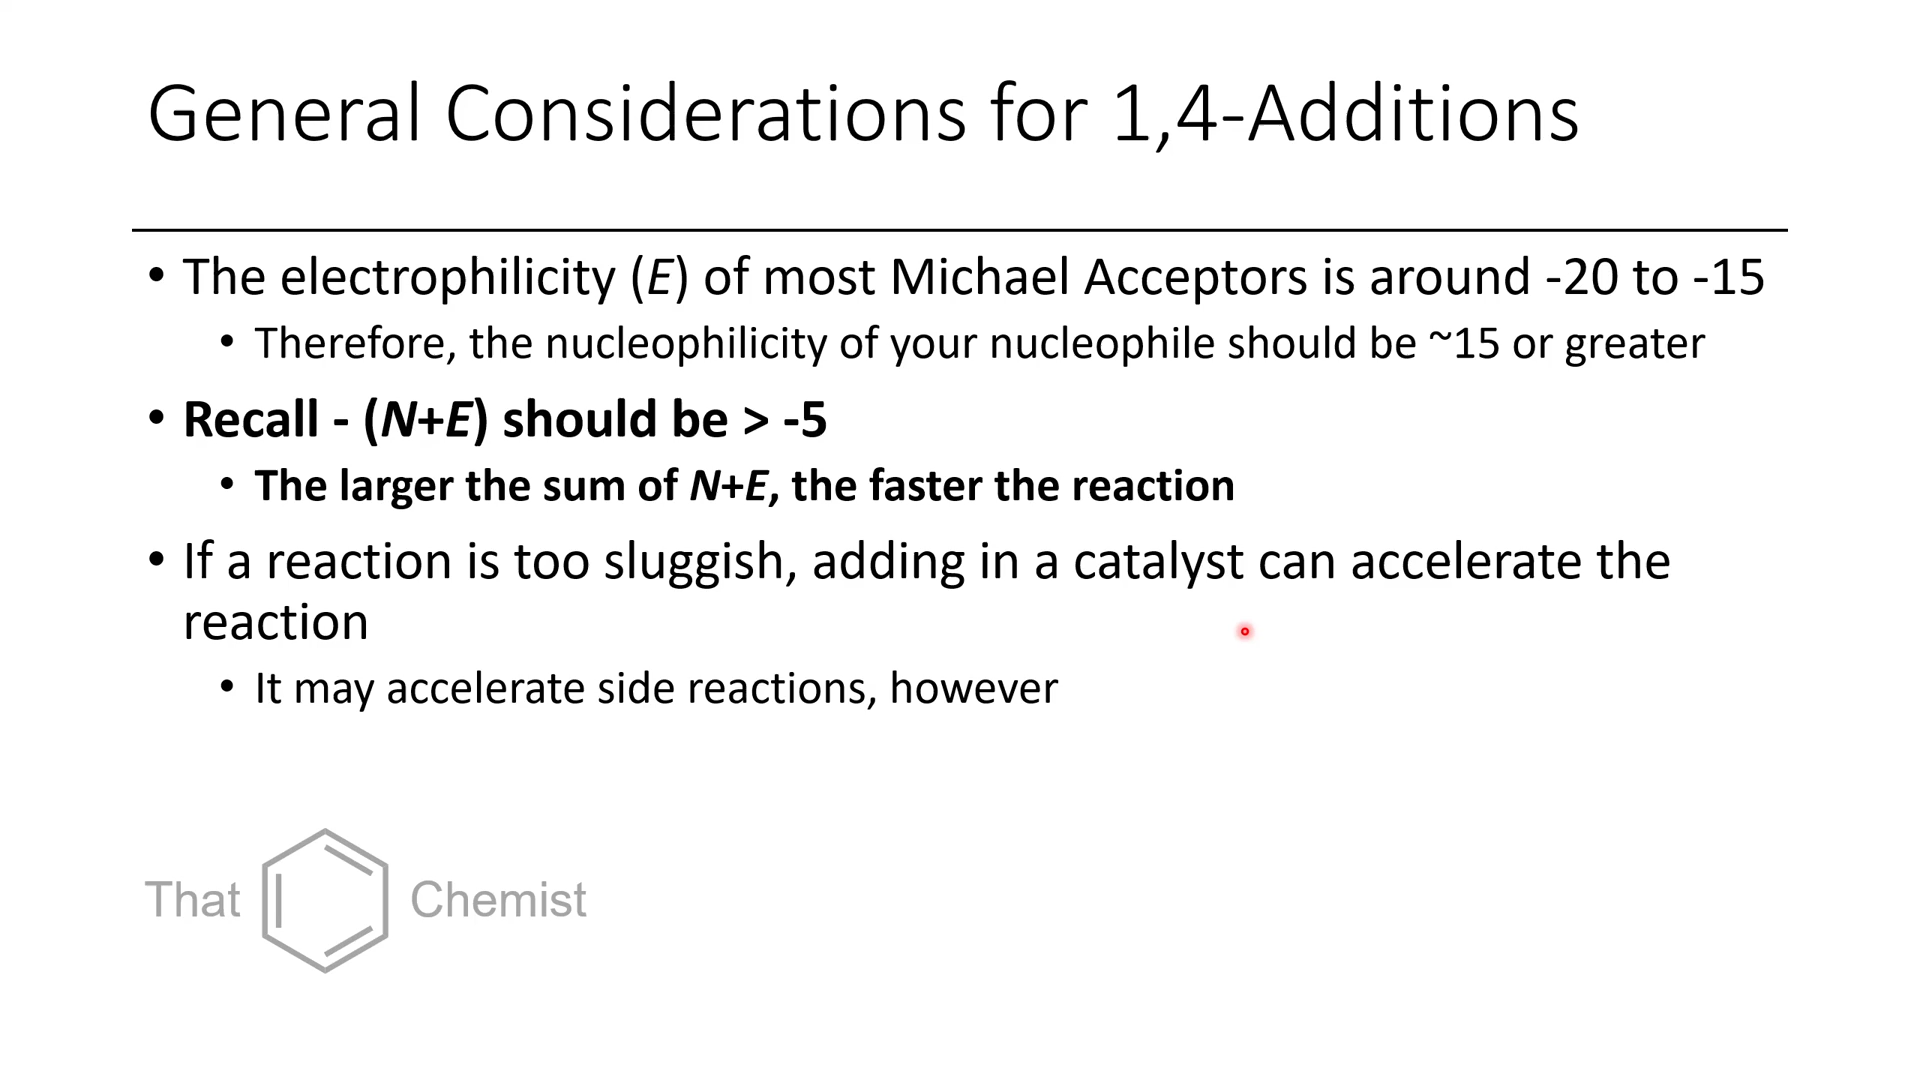 General Considerations for 1,4-Additions
• The electrophilicity (E) of most Michael Acceptors is around -20 to -15
• Therefore, the nucleophilicity of your nucleophile should be ~15 or greater
• Recall - (N+E) should be > -5
• The larger the sum of N+E, the faster the reaction
• If a reaction is too sluggish, adding in a catalyst can accelerate the
reaction
• It may accelerate side reactions, however
That Chemist